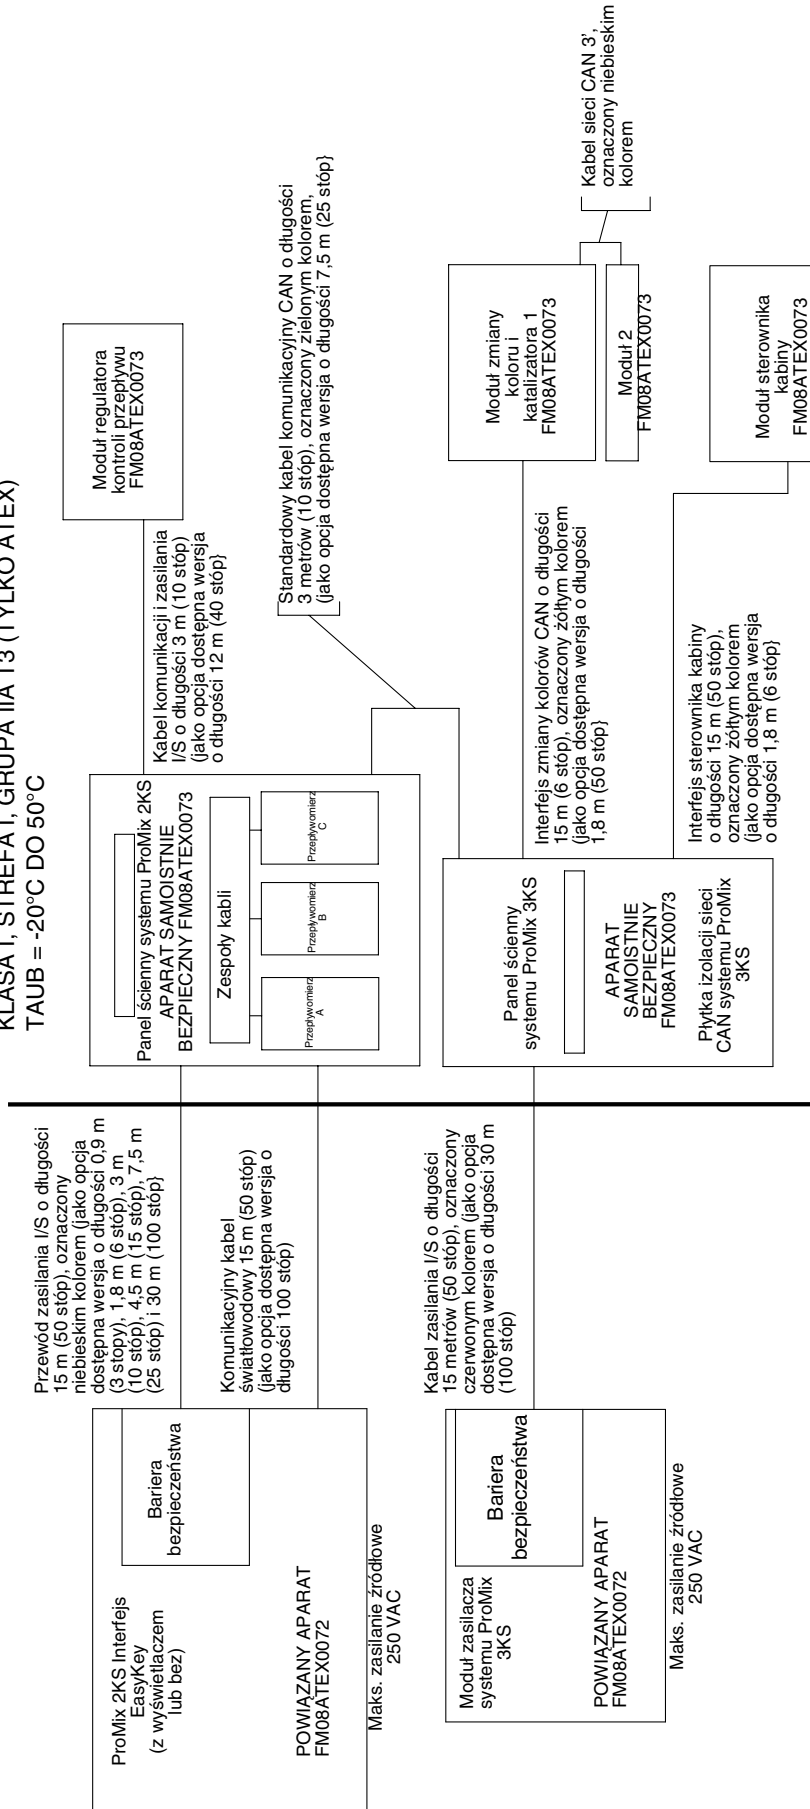 KLASA I, STREFA I, GRUPA IIA T3 (TYLKO ATEX)
TAUB = -20°C DO 50°C
ProMix 2KS Interfejs
EasyKey
(z wyświetlaczem
lub bez)
Bariera
bezpieczeństwa
POWIĄZANY APARAT
FM08ATEX0072
Maks. zasilanie źródłowe
250 VAC
Przewód zasilania I/S o długości
15 m (50 stóp), oznaczony
niebieskim kolorem (jako opcja
dostępna wersja o długości 0,9 m
(3 stopy), 1,8 m (6 stóp), 3 m
(10 stóp), 4,5 m (15 stóp), 7,5 m
(25 stóp) i 30 m (100 stóp}
Komunikacyjny kabel
światłowodowy 15 m (50 stóp)
(jako opcja dostępna wersja o
długości 100 stóp)
Panel ścienny systemu ProMix 2KS
APARAT SAMOISTNIE
BEZPIECZNY FM08ATEX0073
Zespoły kabli
Przepływomierz
A
Przepływomierz
B
Przepływomierz
C
Kabel komunikacji i zasilania
I/S o długości 3 m (10 stóp)
(jako opcja dostępna wersja
o długości 12 m (40 stóp}
Moduł regulatora
kontroli przepływu
FM08ATEX0073
Standardowy kabel komunikacyjny CAN o długości
3 metrów (10 stóp), oznaczony zielonym kolorem,
(jako opcja dostępna wersja o długości 7,5 m (25 stóp}
Moduł zasilacza
systemu ProMix
3KS
Bariera
bezpieczeństwa
POWIĄZANY APARAT
FM08ATEX0072
Maks. zasilanie źródłowe
250 VAC
Kabel zasilania I/S o długości
15 metrów (50 stóp), oznaczony
czerwonym kolorem (jako opcja
dostępna wersja o długości 30 m
(100 stóp)
Panel ścienny
systemu ProMix 3KS
APARAT
SAMOISTNIE
BEZPIECZNY
FM08ATEX0073
Płytka izolacji sieci
CAN systemu ProMix
3KS
Interfejs zmiany kolorów CAN o długości
15 m (6 stóp), oznaczony żółtym kolorem
(jako opcja dostępna wersja o długości
1,8 m (50 stóp}
Moduł zmiany
koloru i
katalizatora 1
FM08ATEX0073
Moduł 2
FM08ATEX0073
Kabel sieci CAN 3',
oznaczony niebieskim
kolorem
Interfejs sterownika kabiny
o długości 15 m (50 stóp),
oznaczony żółtym kolorem
(jako opcja dostępna wersja
o długości 1,8 m (6 stóp}
Moduł sterownika
kabiny
FM08ATEX0073